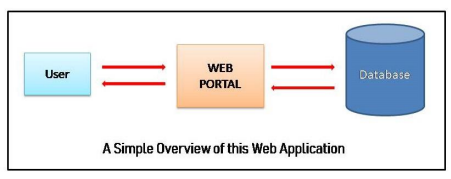 User
WEB
PORTAL
Database
A Simple Overview of this Web Application